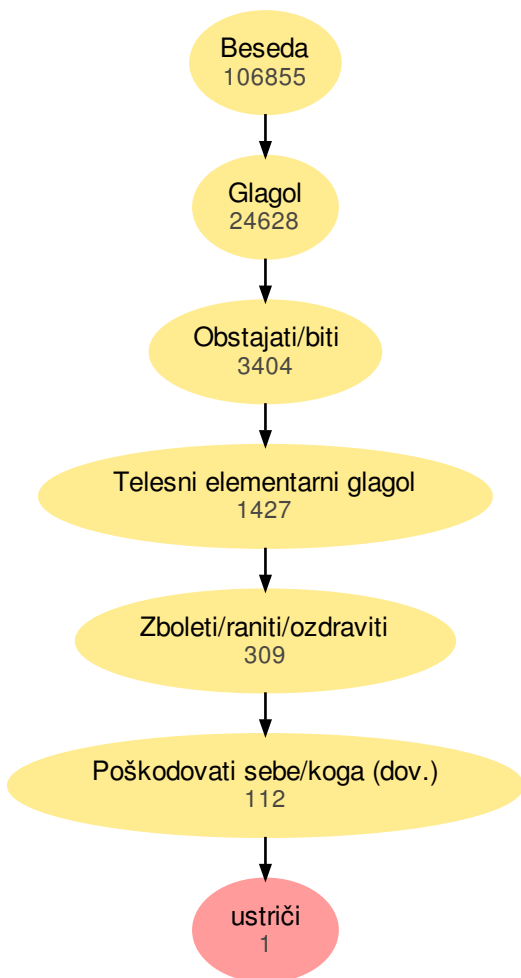 Beseda
106855
Glagol
24628
Obstajati/biti
3404
Telesni elementarni glagol
1427
Zboleti/raniti/ozdraviti
309
Poškodovati sebe/koga (dov.)
112
ustriči
1